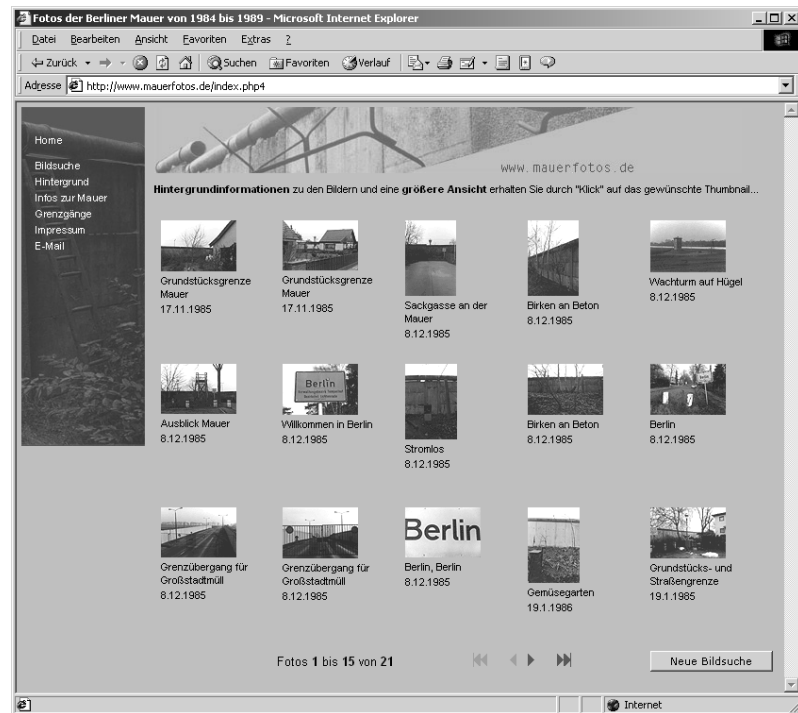 Fotos der Berliner Mauer von 1984 bis 1989 - Microsoft Internet Explorer
Datei Bearbeiten Ansicht Favoriten Extras ?
Zurück Suchen Favoriten Verlauf
Adresse http://www.mauerfotos.de/index.php4
Home
Bildsuche
Hintergrund
Infos zur Mauer
Grenzgänge
Impressum
E-Mail
www.mauerfotos.de
Hintergrundinformationen zu den Bildern und eine größere Ansicht erhalten Sie durch "Klick" auf das gewünschte Thumbnail...
Grundstücksgrenze
Mauer
17.11.1985
Grundstücksgrenze
Mauer
17.11.1985
Sackgasse an der
Mauer
8.12.1985
Birken an Beton
8.12.1985
Wachturm auf Hügel
8.12.1985
Ausblick Mauer
8.12.1985
Berlin
Willkommen in Berlin
8.12.1985
Stromlos
8.12.1985
Birken an Beton
8.12.1985
Berlin
8.12.1985
Grenzübergang für
Großstadtmüll
8.12.1985
Grenzübergang für
Großstadtmüll
8.12.1985
Berlin
Berlin, Berlin
8.12.1985
Gemüsegarten
19.1.1986
Grundstücks- und
Straßengrenze
19.1.1985
Fotos 1 bis 15 von 21
Neue Bildsuche
Internet